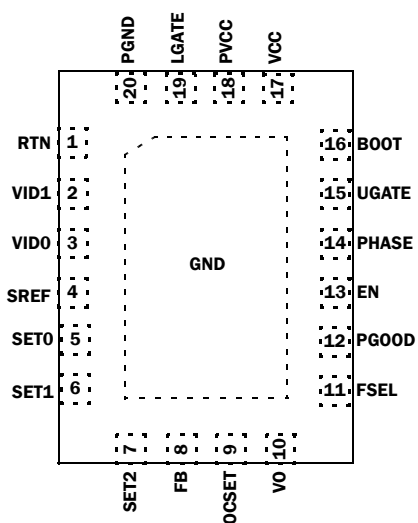 PGND LGATE PVCC VCC
20 19 18 17
RTN 1
16 BOOT
VID1 2
15 UGATE
VID0 3
14 PHASE
GND
SREF 4
13 EN
SET0 5
12 PGOOD
SET1 6
11 FSEL
7 8 9 10
SET2 FB OCSET VO